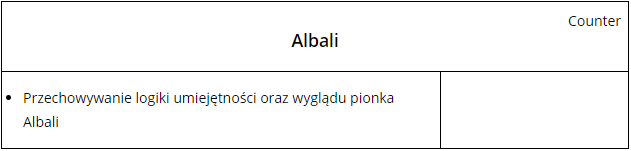 Counter
Albali
• Przechowywanie logiki umiejętności oraz wyglądu pionka
Albali